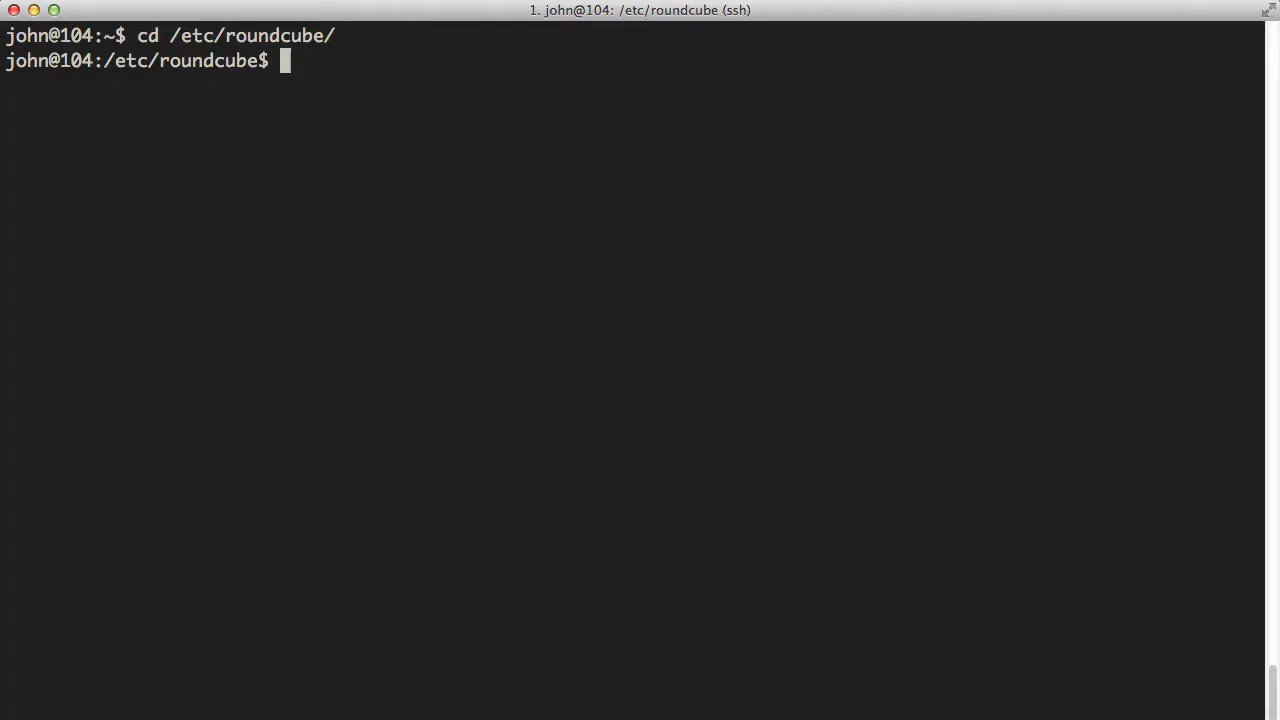 1. john@104: /etc/roundcube (ssh)
john@104:~$ cd /etc/roundcube/
john@104:/etc/roundcube$